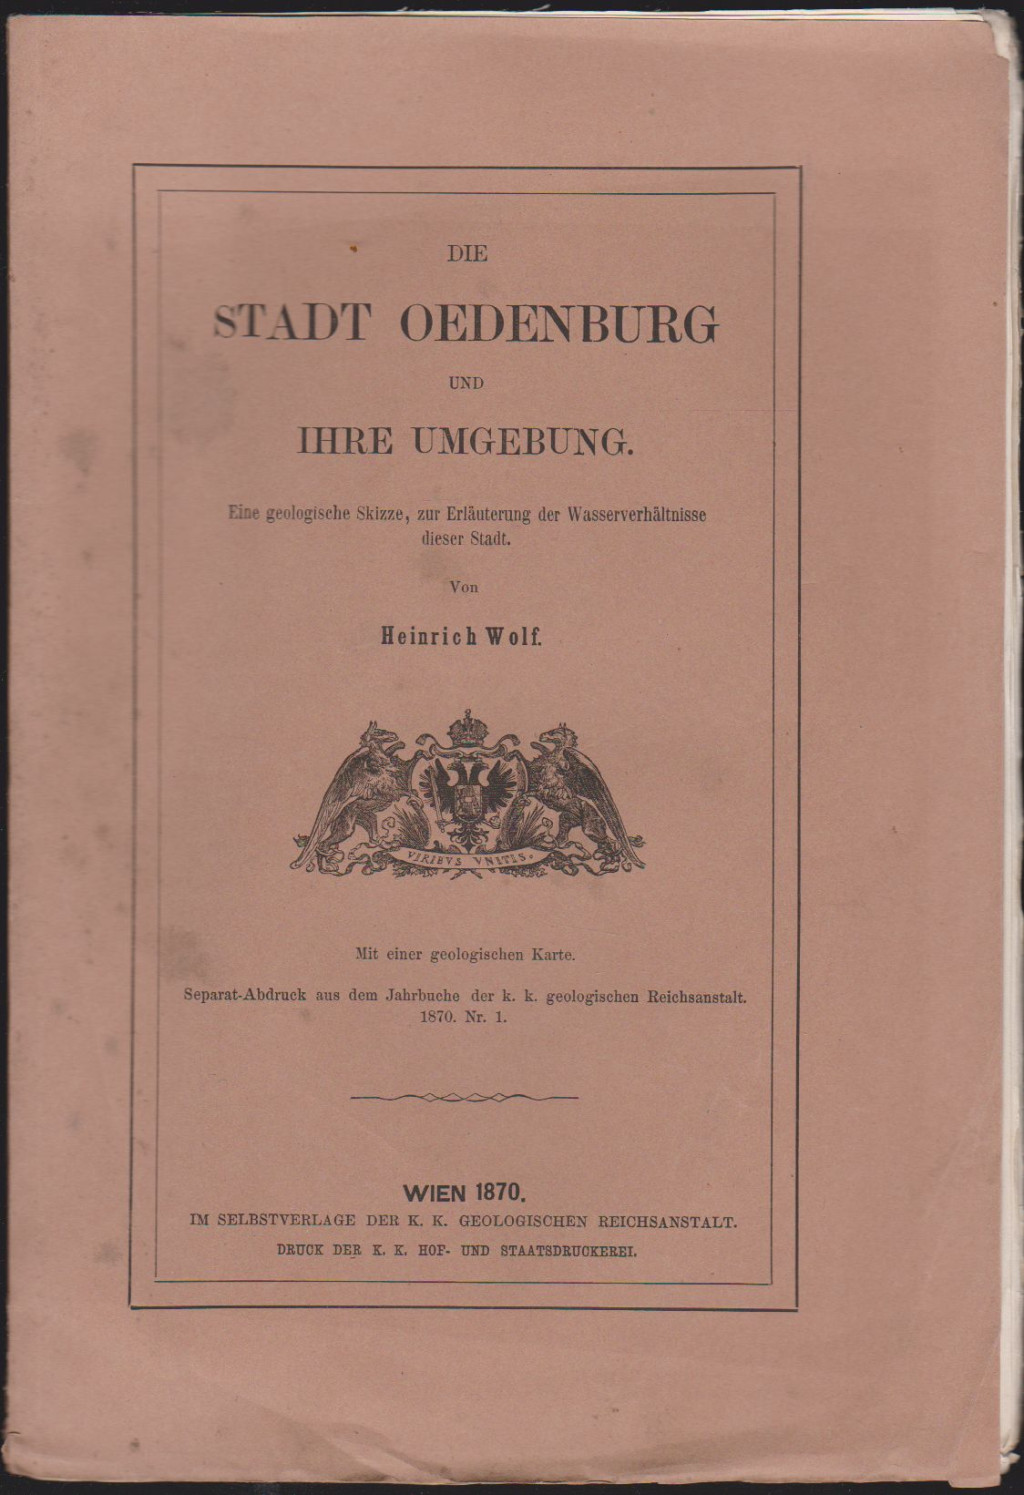 DIE
STADT OEDENBURG
UND
IHRE UMGEBUNG.
Eine geologische Skizze, zur Erläuterung der Wasserverhältnisse
dieser Stadt.
Von
Heinrich Wolf.
VIRIBVS VNITIS.
Mit einer geologischen Karte.
Separat-Abdruck aus dem Jahrbuche der k. k. geologischen Reichsanstalt.
1870. Nr. 1.
WIEN 1870.
IM SELBSTVERLAGE DER K. K. GEOLOGISCHEN REICHSANSTALT.
DRUCK DER K. K. HOF- UND STAATSDRUCKEREI.